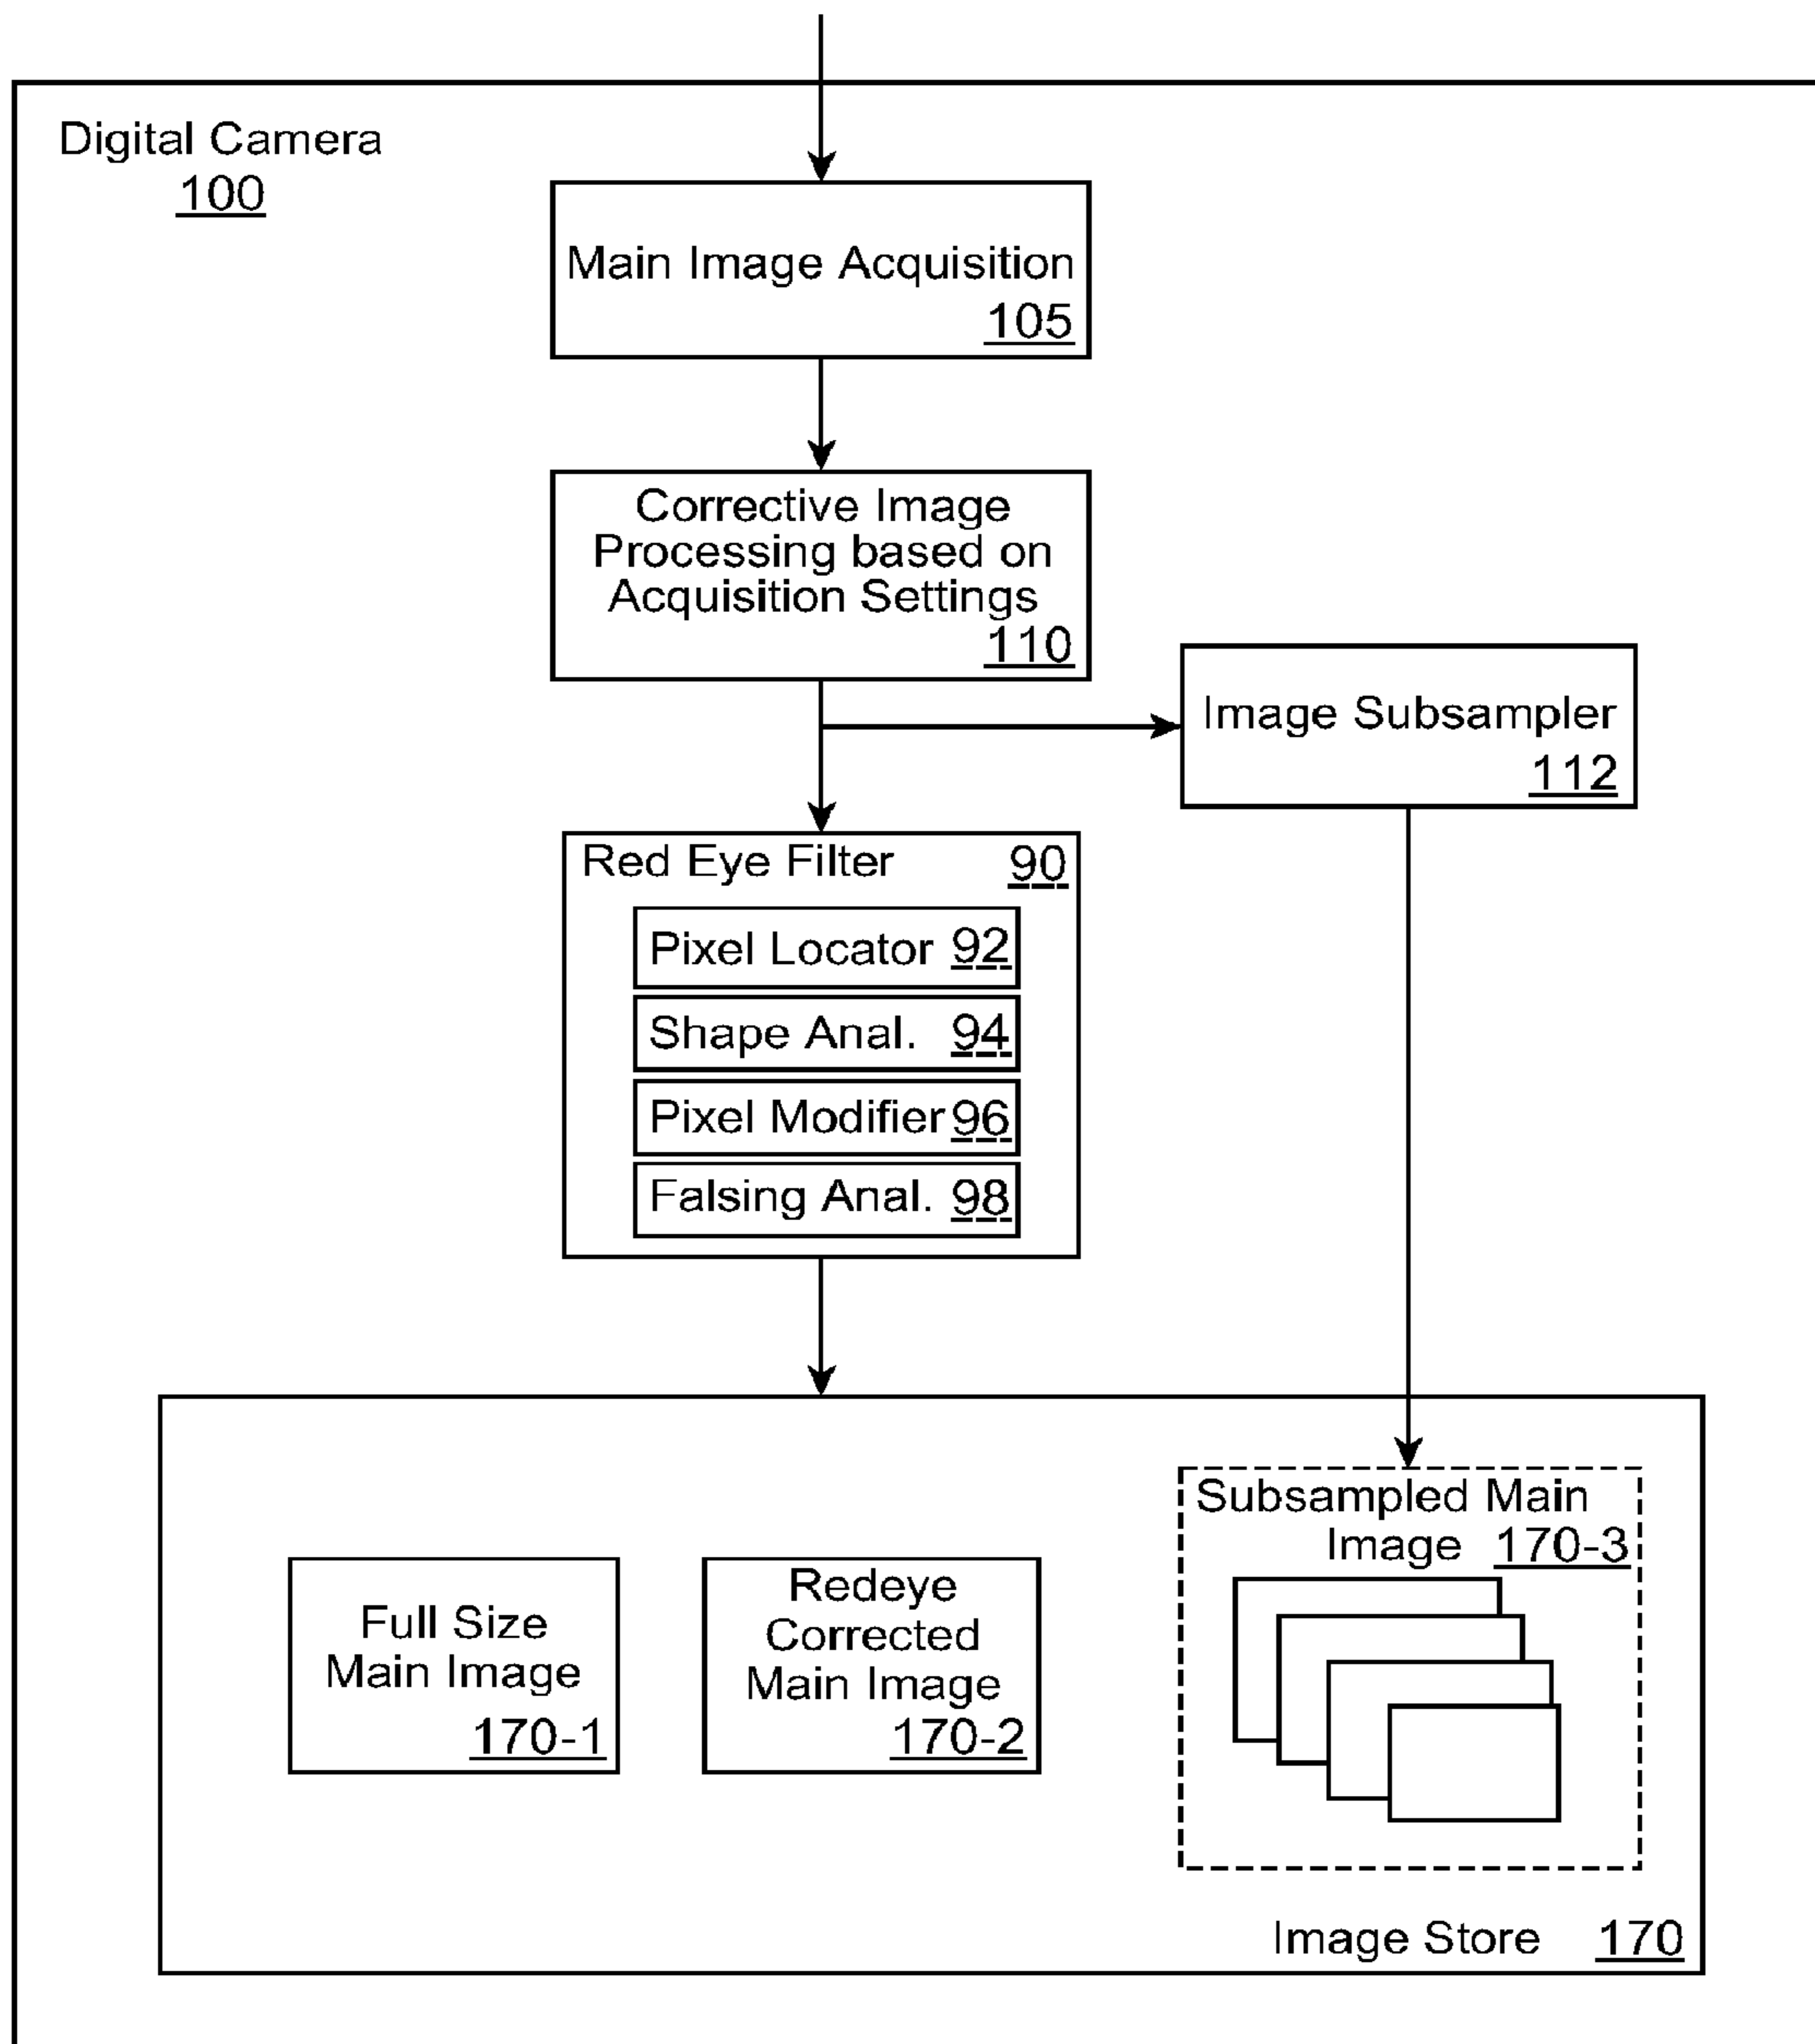 Digital Camera
100
Main Image Acquisition
105
Corrective Image
Processing based on
Acquisition Settings
110
Image Subsampler
112
Red Eye Filter 90
Pixel Locator 92
Shape Anal. 94
Pixel Modifier 96
Falsing Anal. 98
Full Size
Main Image
170-1
Redeye
Corrected
Main Image
170-2
Subsampled Main
Image 170-3
Image Store 170